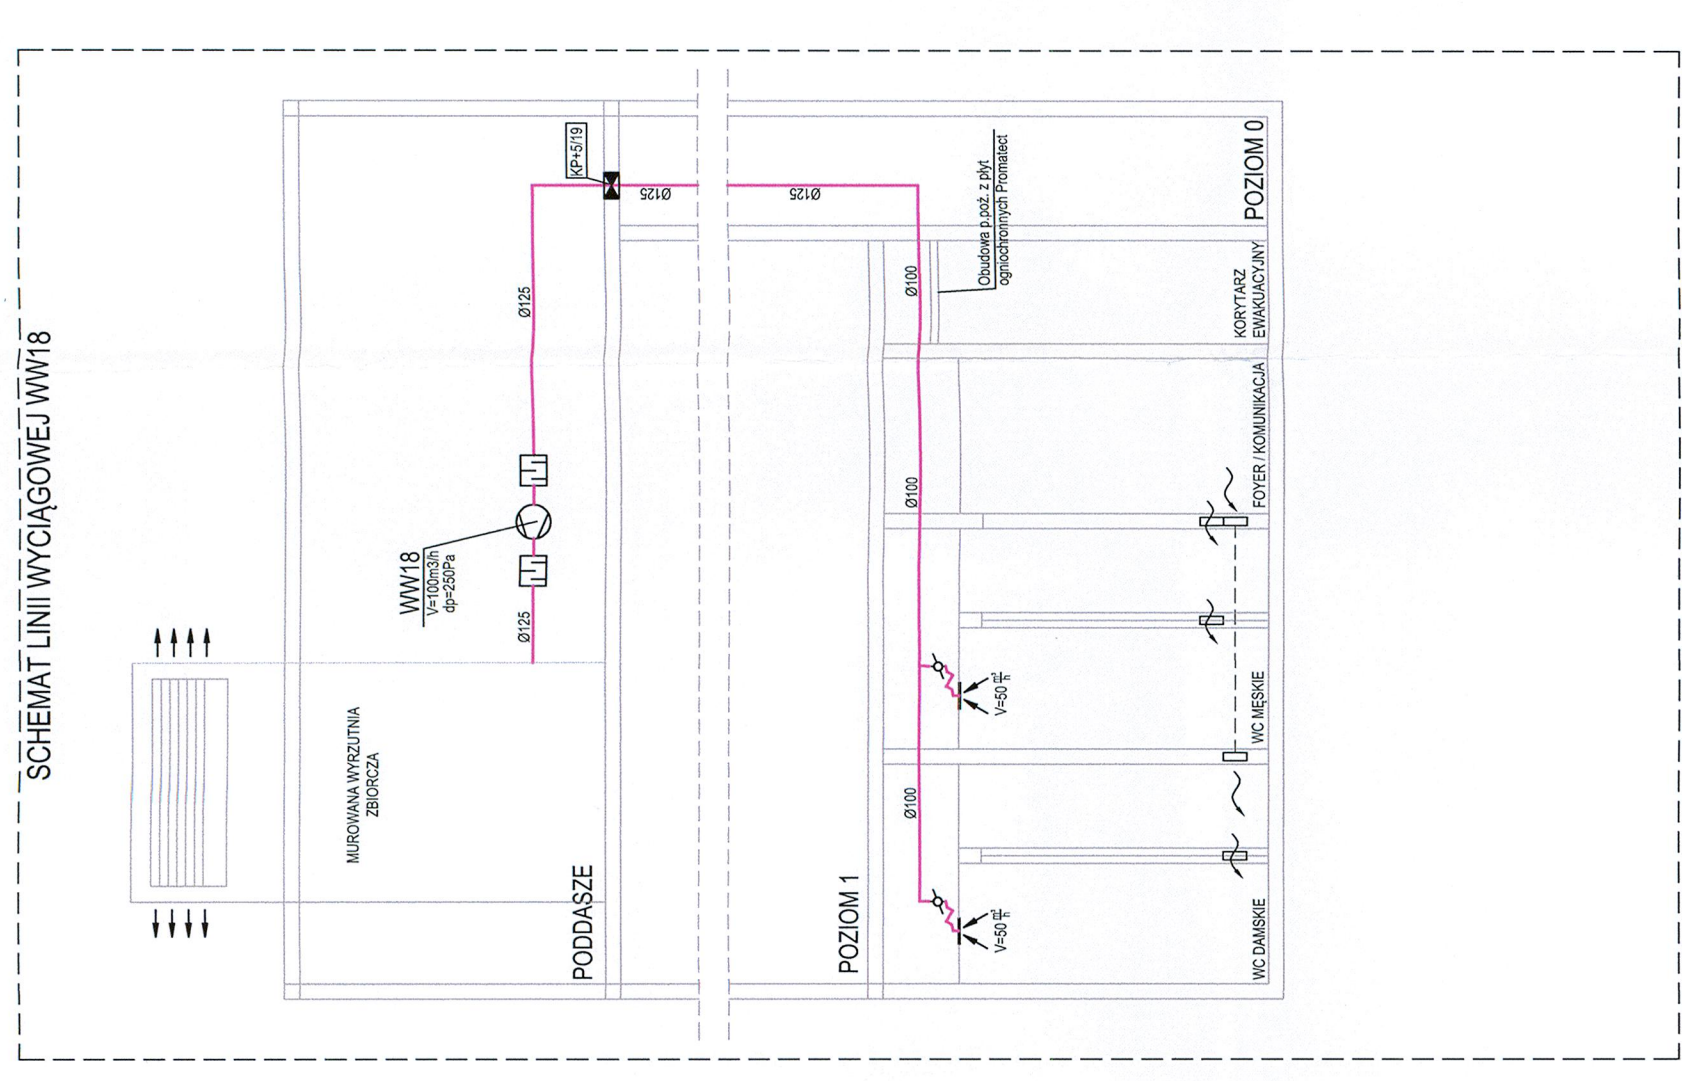 SCHEMAT LINII WYCIĄGOWEJ WW18
MUROWANA WYRZUTNIA
ZBIORCZA
WW18
V=100m3/h
dp=250Pa
Ø125
Ø125
KP+5/19
PODDASZE
Ø125
Ø125
POZIOM 1
Ø100
Ø100
Ø100
Obudowa p.poż. z płyt
ogniochronnych Promatect
V=50 m³/h
V=50 m³/h
WC DAMSKIE
WC MĘSKIE
FOYER / KOMUNIKACJA
KORYTARZ
EWAKUACYJNY
POZIOM 0